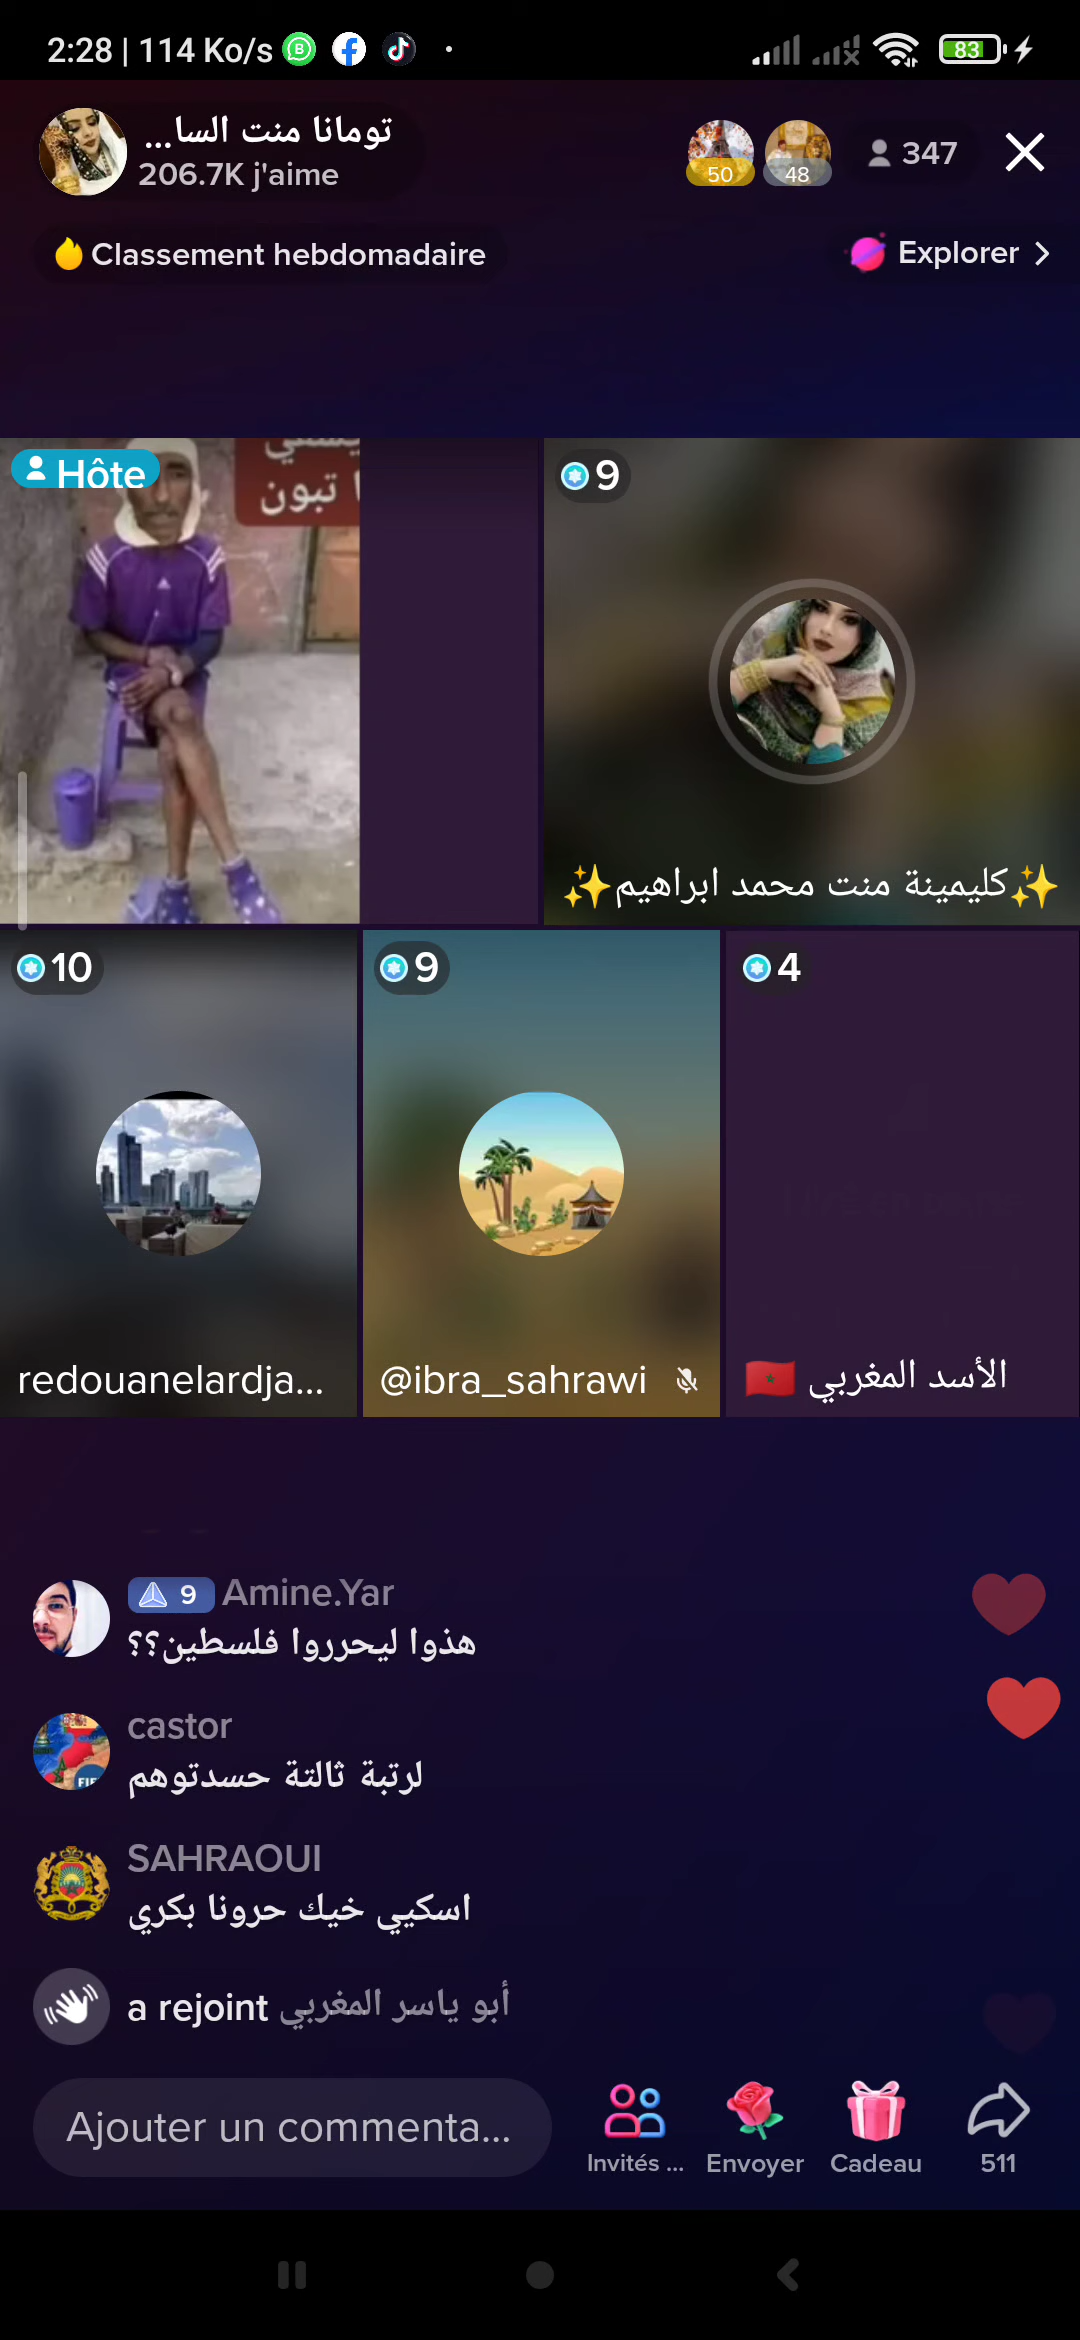 2:28 | 114 Ko/s
83
تومانا منت السا...
206.7K j'aime
50
48
347
Classement hebdomadaire
Explorer
Hôte
تبون
9
كليمينة منت محمد ابراهيم
10
redouanelardja...
9
@ibra_sahrawi
4
الأسد المغربي
9 Amine.Yar
هذوا ليحرروا فلسطين؟؟
castor
لرتبة ثالتة حسدتوهم
SAHRAOUI
اسكيي خيك حرونا بكري
a rejoint أبو ياسر المغربي
Ajouter un commenta...
Invités ...
Envoyer
Cadeau
511